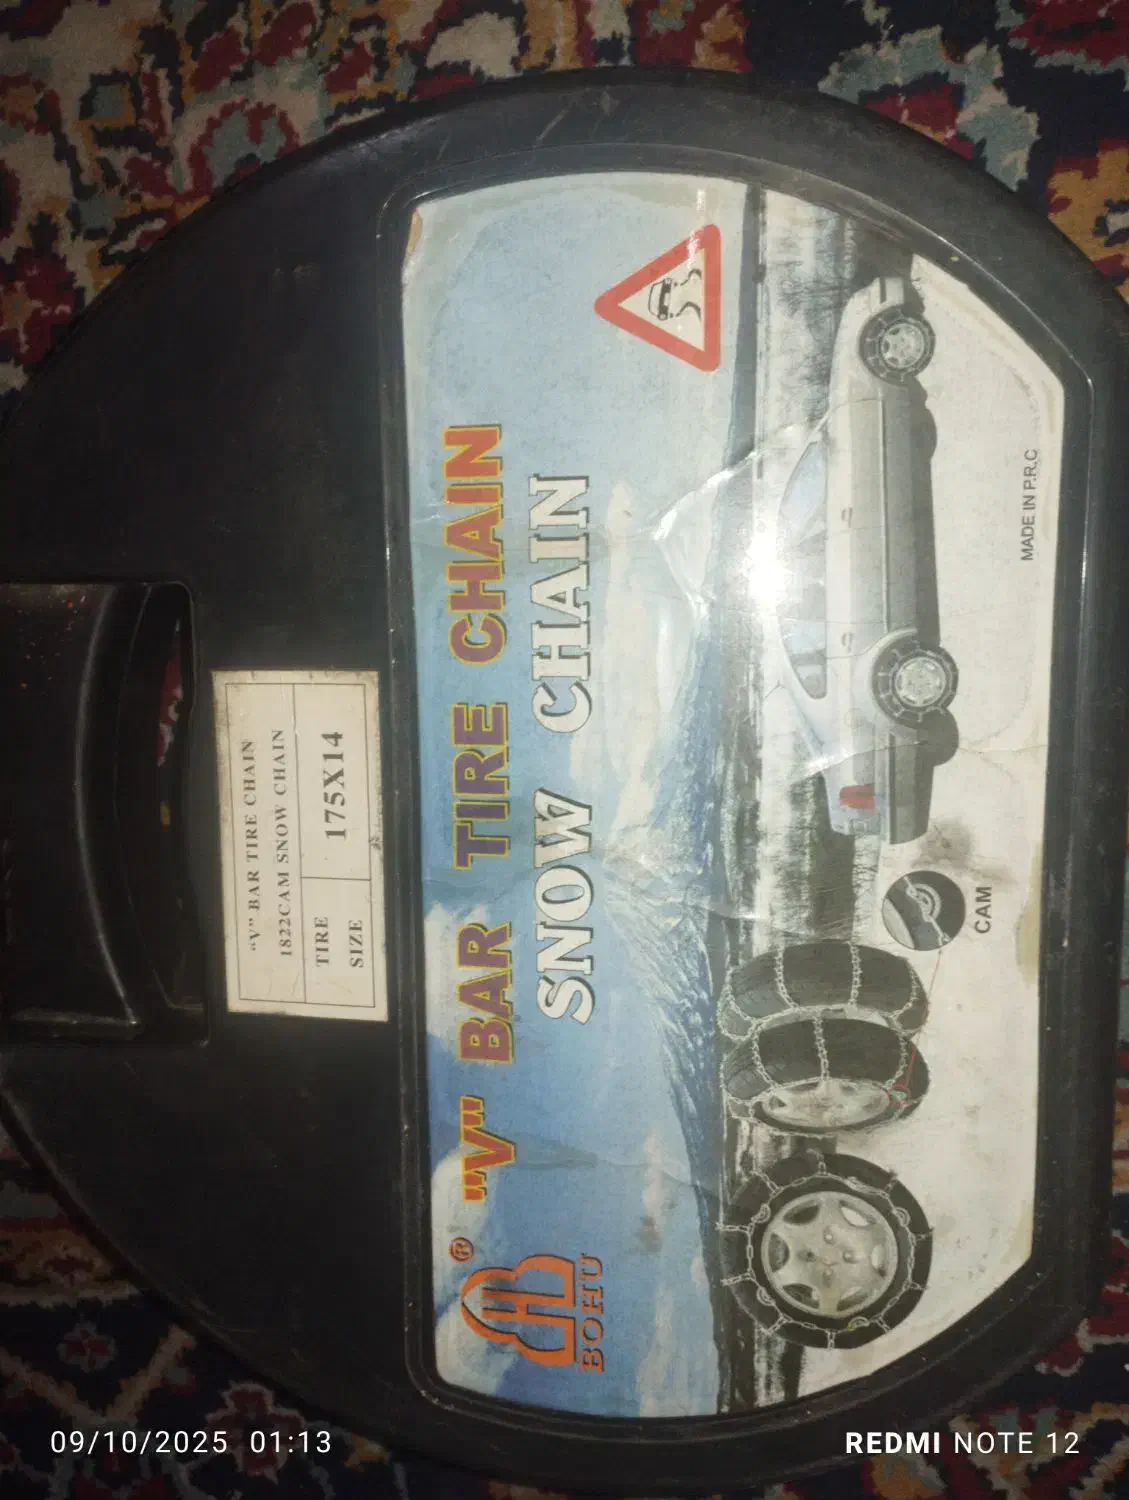 "V" BAR TIRE CHAIN
1822CAM SNOW CHAIN
TIRE
SIZE
175X14
"V" BAR TIRE CHAIN
SNOW CHAIN
®
BOHU
CAM
MADE IN P.R.C
09/10/2025 01:13
REDMI NOTE 12